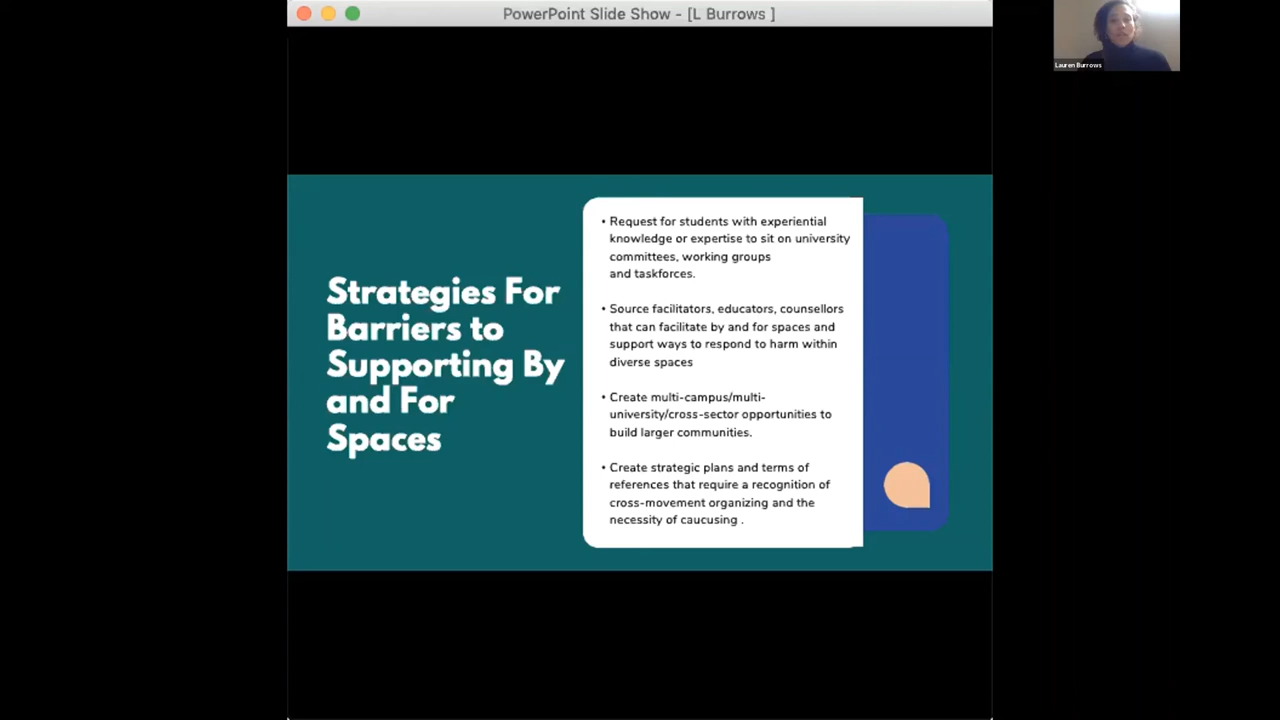 PowerPoint Slide Show - [L Burrows ]
Lauren Burrows
Strategies For
Barriers to
Supporting By
and For
Spaces
• Request for students with experiential
knowledge or expertise to sit on university
committees, working groups
and taskforces.
• Source facilitators, educators, counsellors
that can facilitate by and for spaces and
support ways to respond to harm within
diverse spaces
• Create multi-campus/multi-
university/cross-sector opportunities to
build larger communities.
• Create strategic plans and terms of
references that require a recognition of
cross-movement organizing and the
necessity of caucusing .